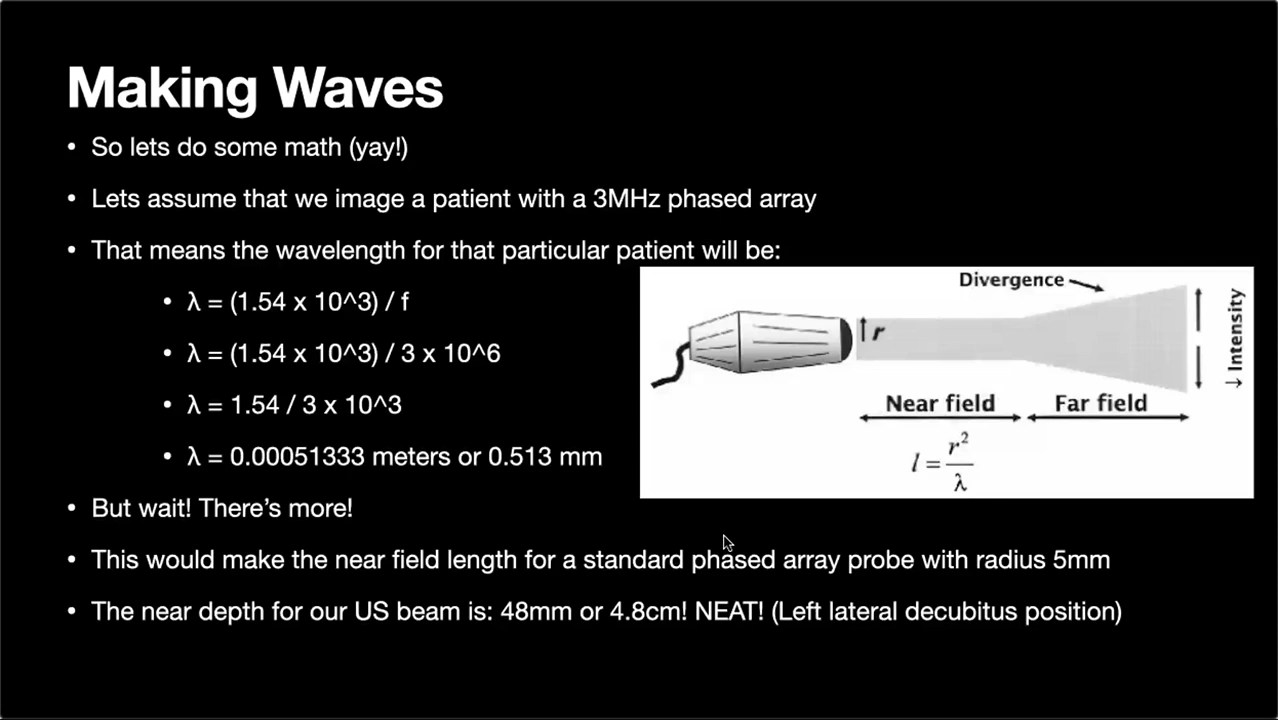 Making Waves
• So lets do some math (yay!)
• Lets assume that we image a patient with a 3MHz phased array
• That means the wavelength for that particular patient will be:
• λ = (1.54 x 10^3) / f
• λ = (1.54 x 10^3) / 3 x 10^6
• λ = 1.54 / 3 x 10^3
• λ = 0.00051333 meters or 0.513 mm
Divergence
r
↓ Intensity
Near field
Far field
l = r² / λ
• But wait! There’s more!
• This would make the near field length for a standard phased array probe with radius 5mm
• The near depth for our US beam is: 48mm or 4.8cm! NEAT! (Left lateral decubitus position)